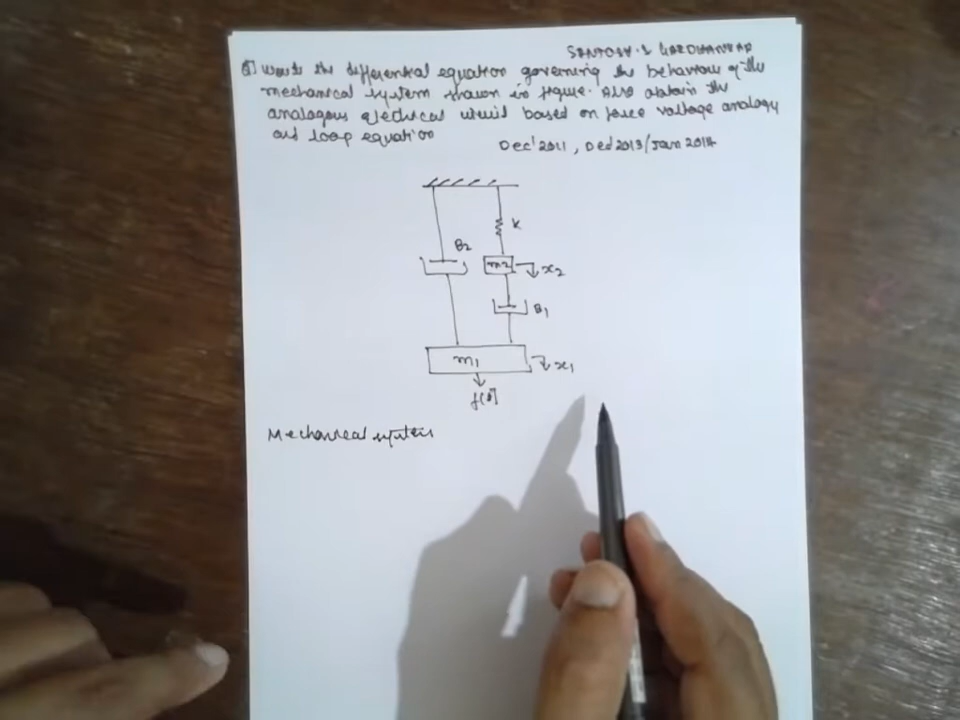 SANTOSH.S GARDHANKAR
Q] Write the differential equation governing the behaviour of the
mechanical system shown in figure. Also obtain the
analogous electrical circuit based on force voltage analogy
and loop equation
Dec' 2011, Dec 2013/Jan 2014
K
B2
m2
x2
B1
m1
x1
f(t)
Mechanical system